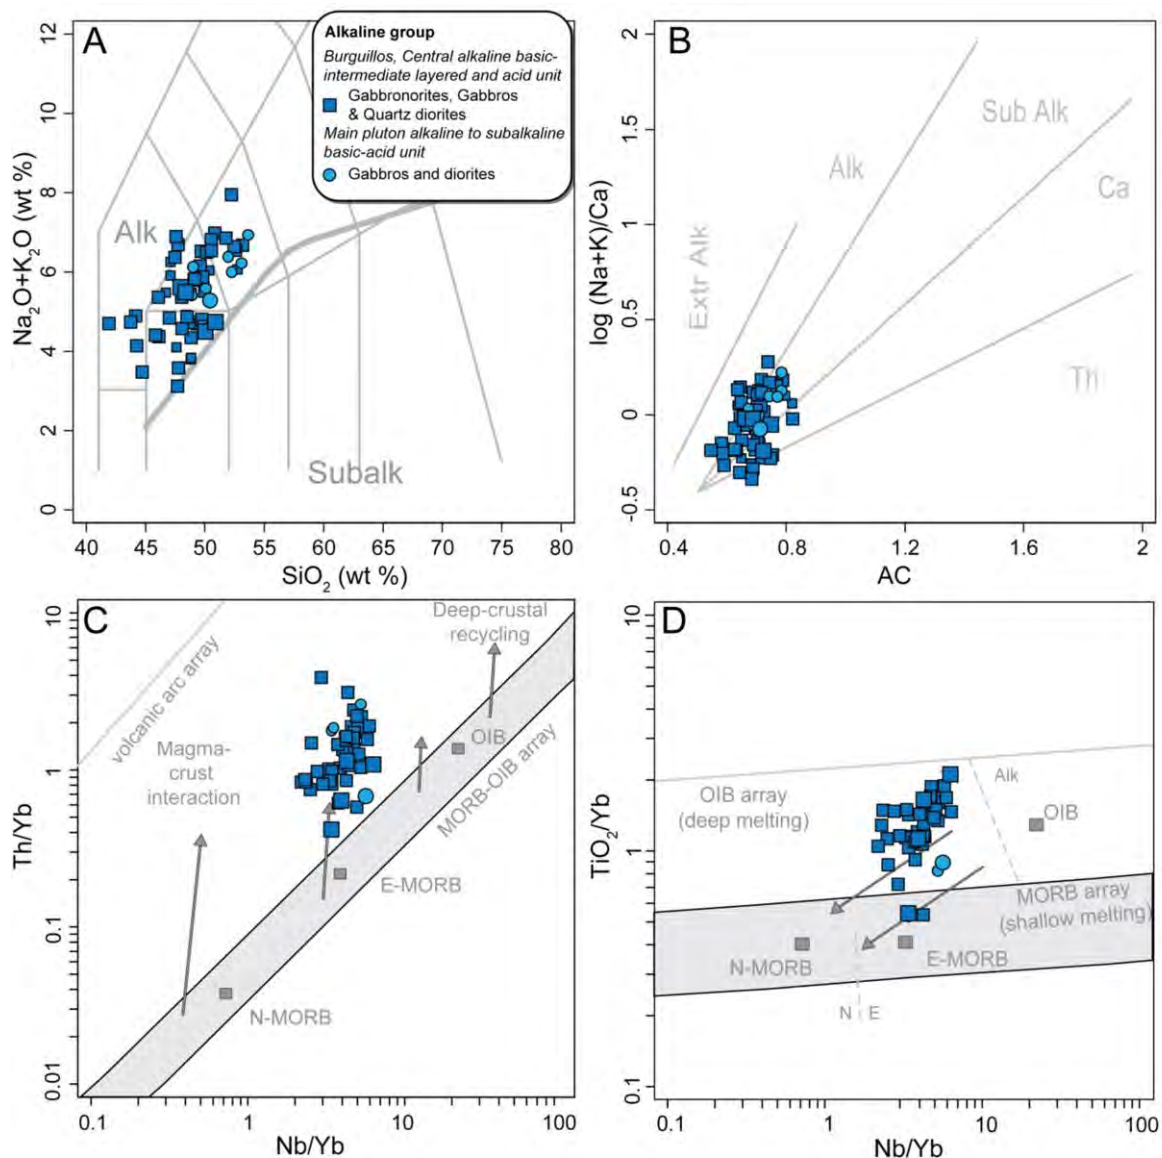 A
Alkaline group
Burguillos, Central alkaline basic-
intermediate layered and acid unit
Gabbronorites, Gabbros
& Quartz diorites
Main pluton alkaline to subalkaline
basic-acid unit
Gabbros and diorites
Alk
Subalk
Na₂O+K₂O (wt %)
12
10
8
6
4
2
0
40 45 50 55 60 65 70 75 80
SiO₂ (wt %)
B
Extr Alk
Alk
Sub Alk
Ca
Th
log (Na+K)/Ca)
2
1.5
1
0.5
0
-0.5
0.4 0.8 1.2 1.6 2
AC
C
volcanic arc array
Magma-
crust
interaction
Deep-crustal
recycling
OIB
MORB-OIB array
E-MORB
N-MORB
Th/Yb
10
1
0.1
0.01
0.1 1 10 100
Nb/Yb
D
Alk
OIB array
(deep melting)
OIB
MORB array
(shallow melting)
N-MORB
E-MORB
N E
TiO₂/Yb
10
1
0.1
0.1 1 10 100
Nb/Yb